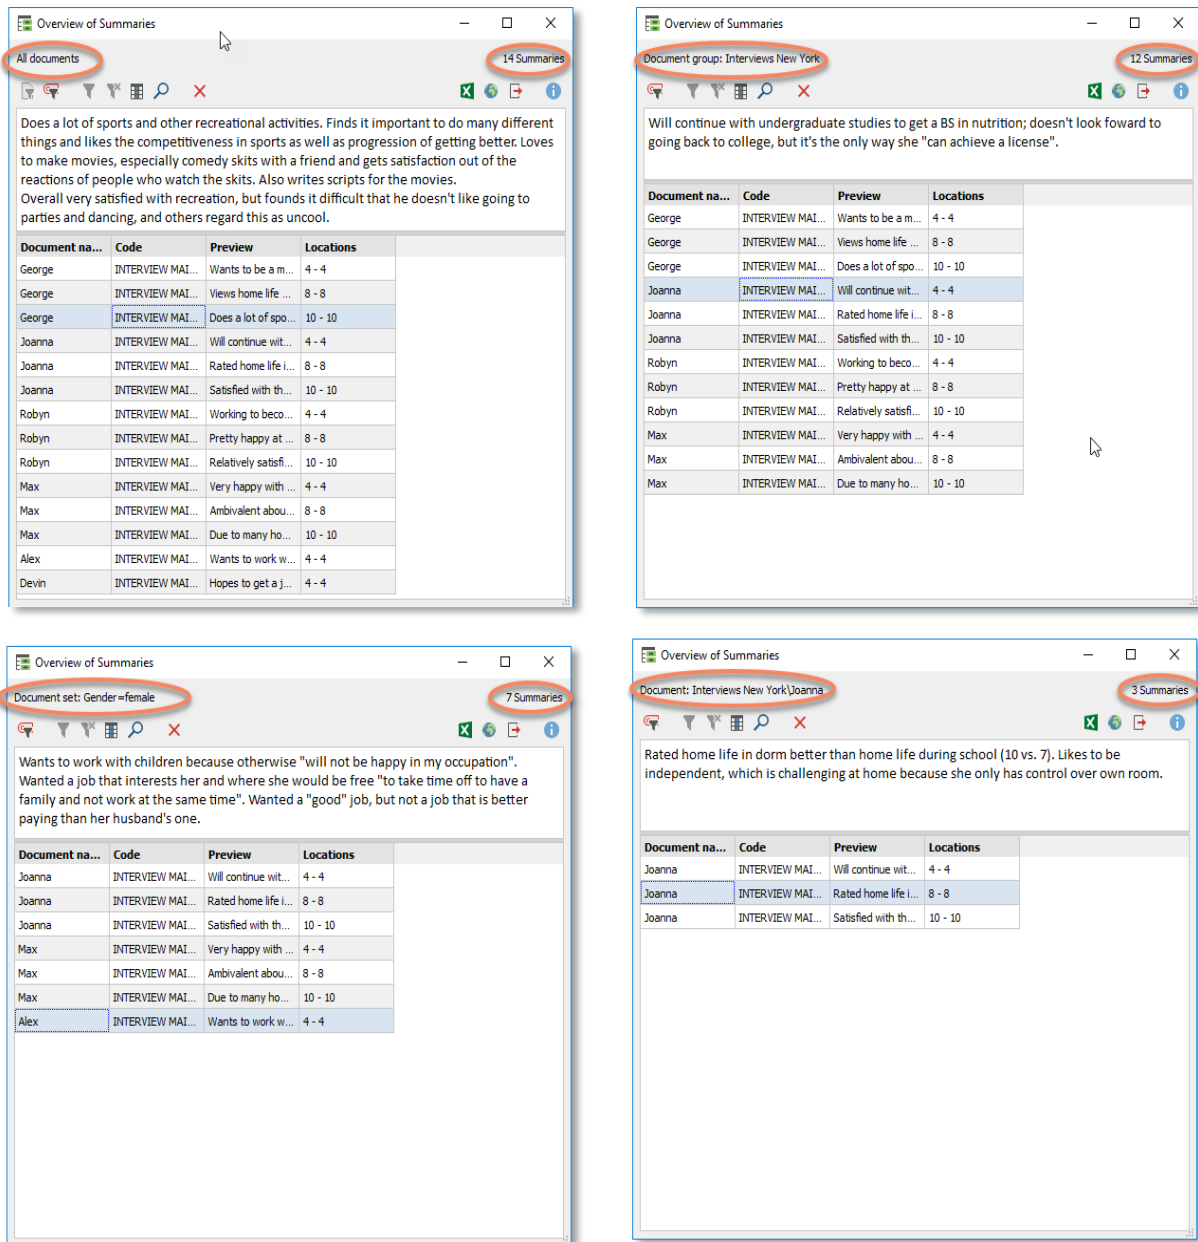 Overview of Summaries
All documents
14 Summaries
Does a lot of sports and other recreational activities. Finds it important to do many different
things and likes the competitiveness in sports as well as progression of getting better. Loves
to make movies, especially comedy skits with a friend and gets satisfaction out of the
reactions of people who watch the skits. Also writes scripts for the movies.
Overall very satisfied with recreation, but founds it difficult that he doesn't like going to
parties and dancing, and others regard this as uncool.
Document na... Code Preview Locations
George INTERVIEW MAI... Wants to be a m... 4 - 4
George INTERVIEW MAI... Views home life ... 8 - 8
George INTERVIEW MAI... Does a lot of spo... 10 - 10
Joanna INTERVIEW MAI... Will continue wit... 4 - 4
Joanna INTERVIEW MAI... Rated home life i... 8 - 8
Joanna INTERVIEW MAI... Satisfied with th... 10 - 10
Robyn INTERVIEW MAI... Working to beco... 4 - 4
Robyn INTERVIEW MAI... Pretty happy at ... 8 - 8
Robyn INTERVIEW MAI... Relatively satisfi... 10 - 10
Max INTERVIEW MAI... Very happy with ... 4 - 4
Max INTERVIEW MAI... Ambivalent abou... 8 - 8
Max INTERVIEW MAI... Due to many ho... 10 - 10
Alex INTERVIEW MAI... Wants to work w... 4 - 4
Devin INTERVIEW MAI... Hopes to get a j... 4 - 4
Overview of Summaries
Document group: Interviews New York
12 Summaries
Will continue with undergraduate studies to get a BS in nutrition; doesn't look foward to
going back to college, but it's the only way she "can achieve a license".
Document na... Code Preview Locations
George INTERVIEW MAI... Wants to be a m... 4 - 4
George INTERVIEW MAI... Views home life ... 8 - 8
George INTERVIEW MAI... Does a lot of spo... 10 - 10
Joanna INTERVIEW MAI... Will continue wit... 4 - 4
Joanna INTERVIEW MAI... Rated home life i... 8 - 8
Joanna INTERVIEW MAI... Satisfied with th... 10 - 10
Robyn INTERVIEW MAI... Working to beco... 4 - 4
Robyn INTERVIEW MAI... Pretty happy at ... 8 - 8
Robyn INTERVIEW MAI... Relatively satisfi... 10 - 10
Max INTERVIEW MAI... Very happy with ... 4 - 4
Max INTERVIEW MAI... Ambivalent abou... 8 - 8
Max INTERVIEW MAI... Due to many ho... 10 - 10
Overview of Summaries
Document set: Gender=female
7 Summaries
Wants to work with children because otherwise "will not be happy in my occupation".
Wanted a job that interests her and where she would be free "to take time off to have a
family and not work at the same time". Wanted a "good" job, but not a job that is better
paying than her husband's one.
Document na... Code Preview Locations
Joanna INTERVIEW MAI... Will continue wit... 4 - 4
Joanna INTERVIEW MAI... Rated home life i... 8 - 8
Joanna INTERVIEW MAI... Satisfied with th... 10 - 10
Max INTERVIEW MAI... Very happy with ... 4 - 4
Max INTERVIEW MAI... Ambivalent abou... 8 - 8
Max INTERVIEW MAI... Due to many ho... 10 - 10
Alex INTERVIEW MAI... Wants to work w... 4 - 4
Overview of Summaries
Document: Interviews New York\Joanna
3 Summaries
Rated home life in dorm better than home life during school (10 vs. 7). Likes to be
independent, which is challenging at home because she only has control over own room.
Document na... Code Preview Locations
Joanna INTERVIEW MAI... Will continue wit... 4 - 4
Joanna INTERVIEW MAI... Rated home life i... 8 - 8
Joanna INTERVIEW MAI... Satisfied with th... 10 - 10